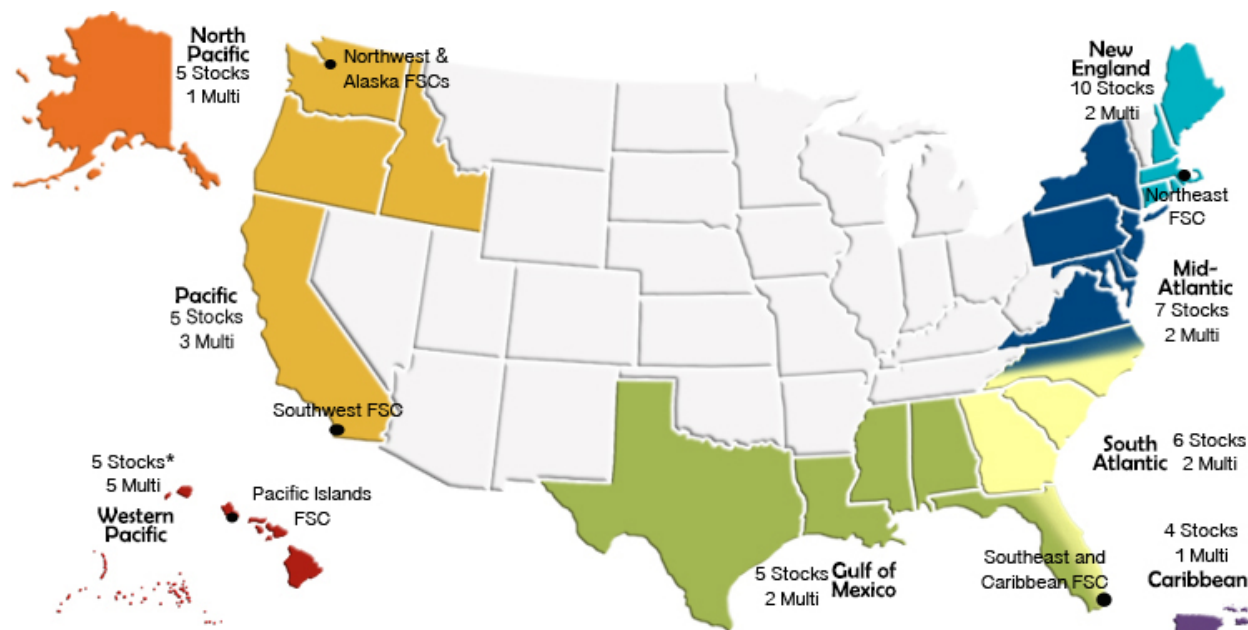 North
Pacific
5 Stocks
1 Multi
Northwest &
Alaska FSCs
New
England
10 Stocks
2 Multi
Northeast
FSC
Mid-
Atlantic
7 Stocks
2 Multi
Pacific
5 Stocks
3 Multi
Southwest FSC
South
Atlantic
6 Stocks
2 Multi
5 Stocks*
5 Multi
Western
Pacific
Pacific Islands
FSC
5 Stocks
2 Multi
Gulf of
Mexico
Southeast and
Caribbean FSC
4 Stocks
1 Multi
Caribbean